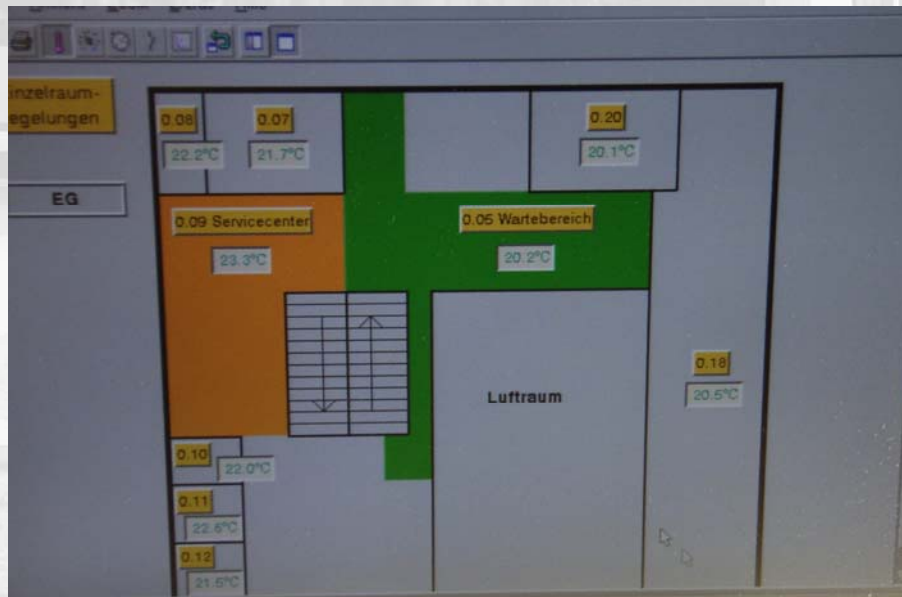 inzelraum-
egelungen
EG
0.08
22.2°C
0.07
21.7°C
0.20
20.1°C
0.09 Servicecenter
23.3°C
0.05 Wartebereich
20.2°C
0.18
20.5°C
Luftraum
0.10
22.0°C
0.11
22.6°C
0.12
21.5°C